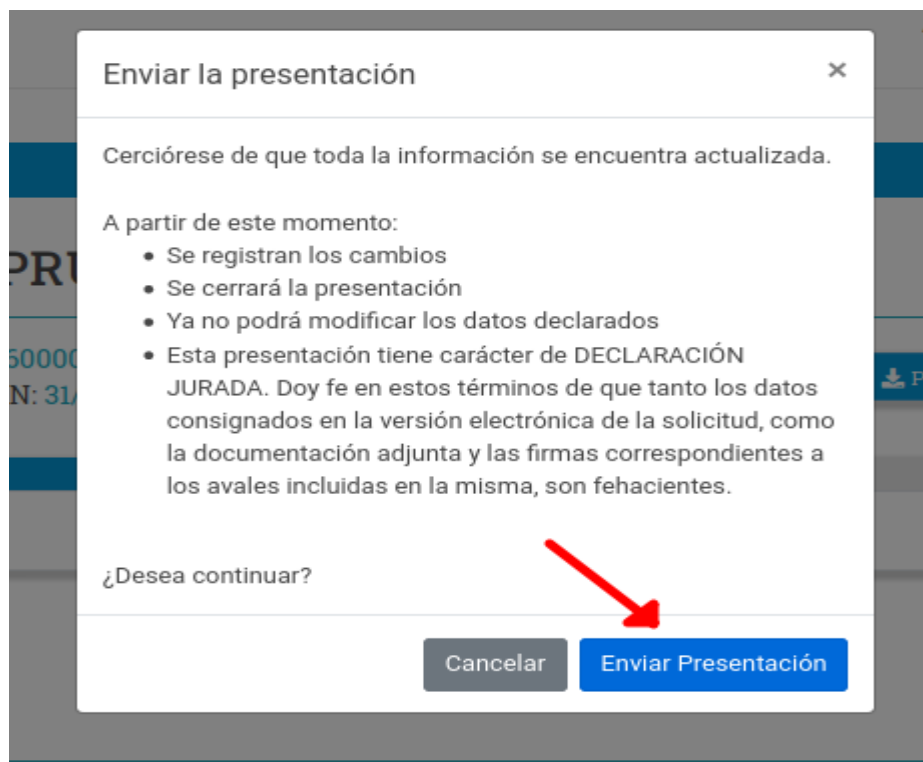 Enviar la presentación ×
Cerciórese de que toda la información se encuentra actualizada.
A partir de este momento:
• Se registran los cambios
• Se cerrará la presentación
• Ya no podrá modificar los datos declarados
• Esta presentación tiene carácter de DECLARACIÓN
JURADA. Doy fe en estos términos de que tanto los datos
consignados en la versión electrónica de la solicitud, como
la documentación adjunta y las firmas correspondientes a
los avales incluidas en la misma, son fehacientes.
¿Desea continuar?
Cancelar Enviar Presentación
N: 31/